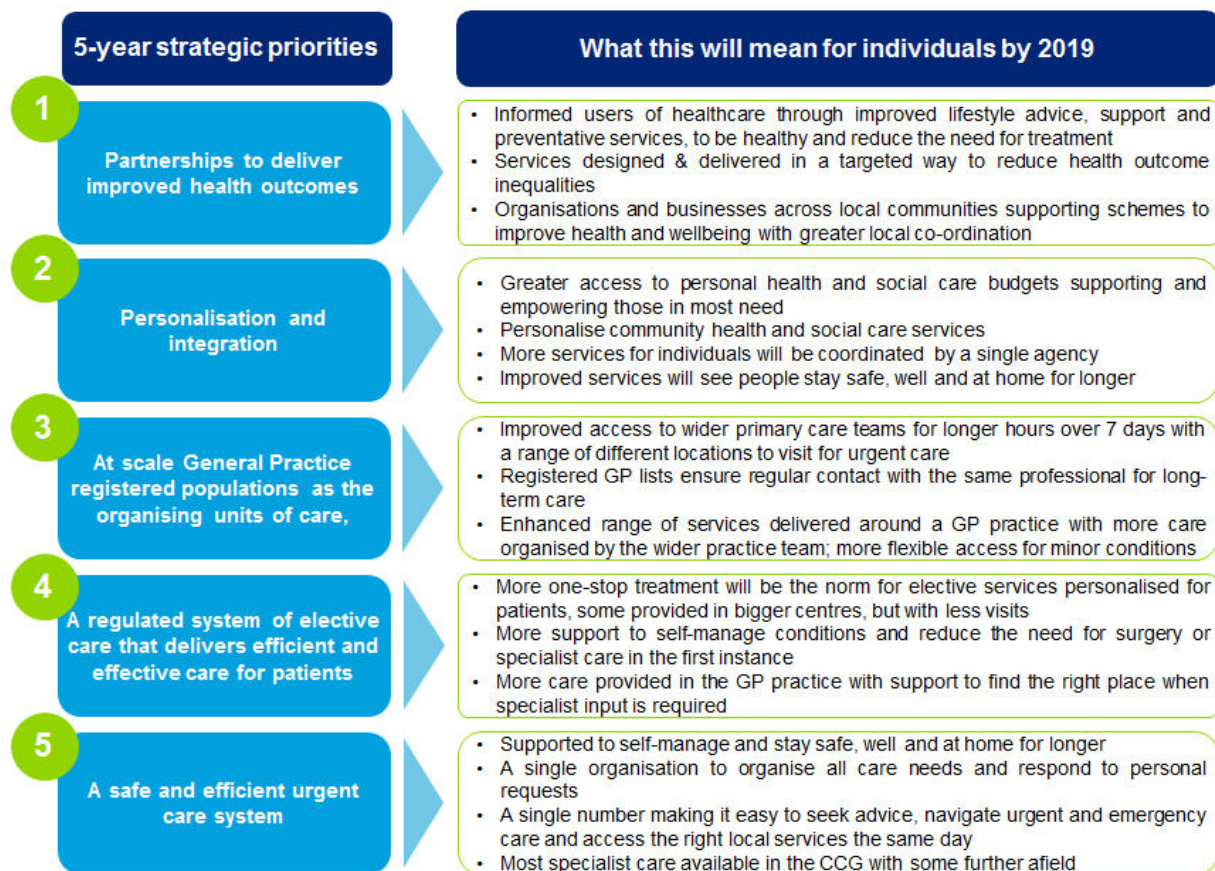 5-year strategic priorities
What this will mean for individuals by 2019
1
Partnerships to deliver
improved health outcomes
• Informed users of healthcare through improved lifestyle advice, support and
preventative services, to be healthy and reduce the need for treatment
• Services designed & delivered in a targeted way to reduce health outcome
inequalities
• Organisations and businesses across local communities supporting schemes to
improve health and wellbeing with greater local co-ordination
2
Personalisation and
integration
• Greater access to personal health and social care budgets supporting and
empowering those in most need
• Personalise community health and social care services
• More services for individuals will be coordinated by a single agency
• Improved services will see people stay safe, well and at home for longer
3
At scale General Practice
registered populations as the
organising units of care,
• Improved access to wider primary care teams for longer hours over 7 days with
a range of different locations to visit for urgent care
• Registered GP lists ensure regular contact with the same professional for long-
term care
• Enhanced range of services delivered around a GP practice with more care
organised by the wider practice team; more flexible access for minor conditions
4
A regulated system of elective
care that delivers efficient and
effective care for patients
• More one-stop treatment will be the norm for elective services personalised for
patients, some provided in bigger centres, but with less visits
• More support to self-manage conditions and reduce the need for surgery or
specialist care in the first instance
• More care provided in the GP practice with support to find the right place when
specialist input is required
5
A safe and efficient urgent
care system
• Supported to self-manage and stay safe, well and at home for longer
• A single organisation to organise all care needs and respond to personal
requests
• A single number making it easy to seek advice, navigate urgent and emergency
care and access the right local services the same day
• Most specialist care available in the CCG with some further afield